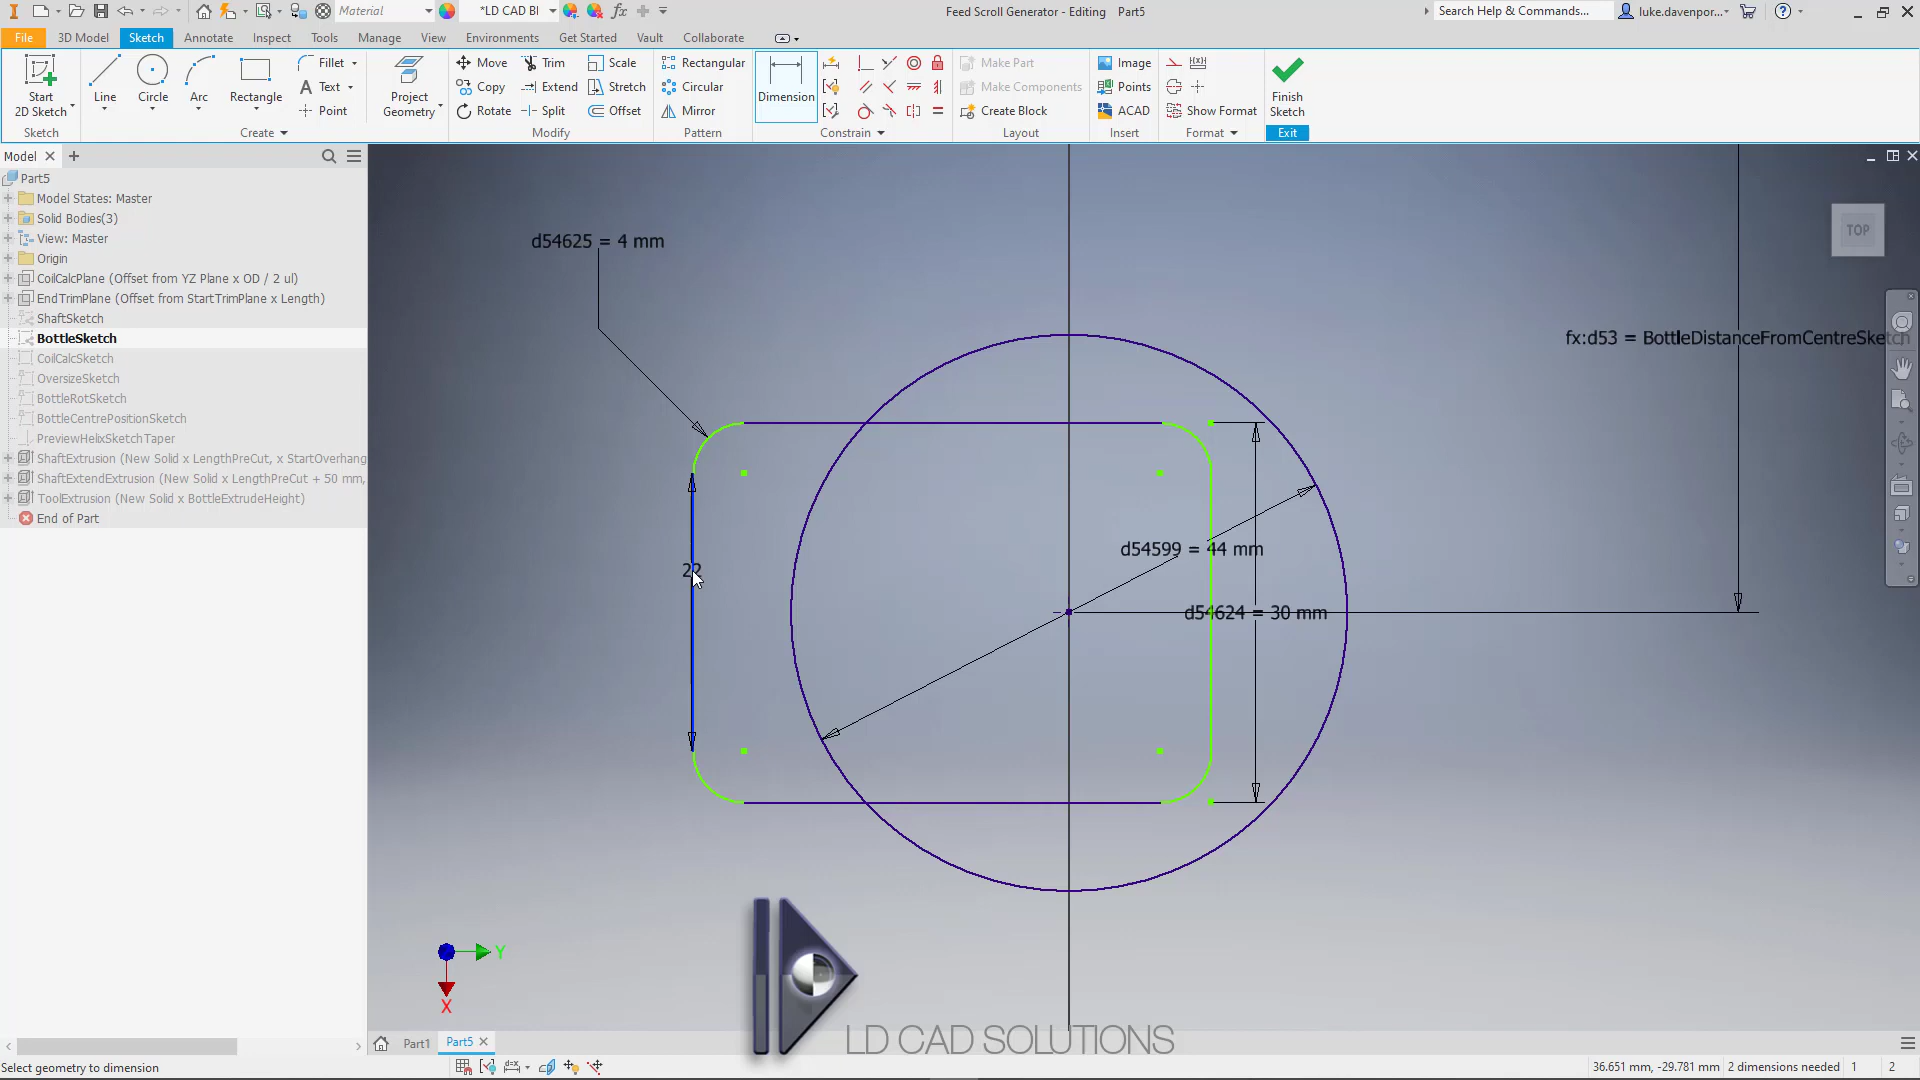 Material
*LD CAD BI
Feed Scroll Generator - Editing Part5
Search Help & Commands...
luke.davenpor...
File
3D Model
Sketch
Annotate
Inspect
Tools
Manage
View
Environments
Get Started
Vault
Collaborate
Start
2D Sketch
Line
Circle
Arc
Rectangle
Fillet
Text
Point
Project
Geometry
Move
Copy
Rotate
Trim
Extend
Split
Scale
Stretch
Offset
Rectangular
Circular
Mirror
Dimension
Make Part
Make Components
Create Block
Image
Points
ACAD
Show Format
Finish
Sketch
Sketch
Create
Modify
Pattern
Constrain
Layout
Insert
Format
Exit
Model
Part5
Model States: Master
Solid Bodies(3)
View: Master
Origin
CoilCalcPlane (Offset from YZ Plane x OD / 2 ul)
EndTrimPlane (Offset from StartTrimPlane x Length)
ShaftSketch
BottleSketch
CoilCalcSketch
OversizeSketch
BottleRotSketch
BottleCentrePositionSketch
PreviewHelixSketchTaper
ShaftExtrusion (New Solid x LengthPreCut, x StartOverhang
ShaftExtendExtrusion (New Solid x LengthPreCut + 50 mm,
ToolExtrusion (New Solid x BottleExtrudeHeight)
End of Part
d54625 = 4 mm
TOP
fx:d53 = BottleDistanceFromCentreSketch
d54599 = 44 mm
22
d54624 = 30 mm
Y
X
LD CAD SOLUTIONS
Part1
Part5
Select geometry to dimension
36.651 mm, -29.781 mm 2 dimensions needed 1 2